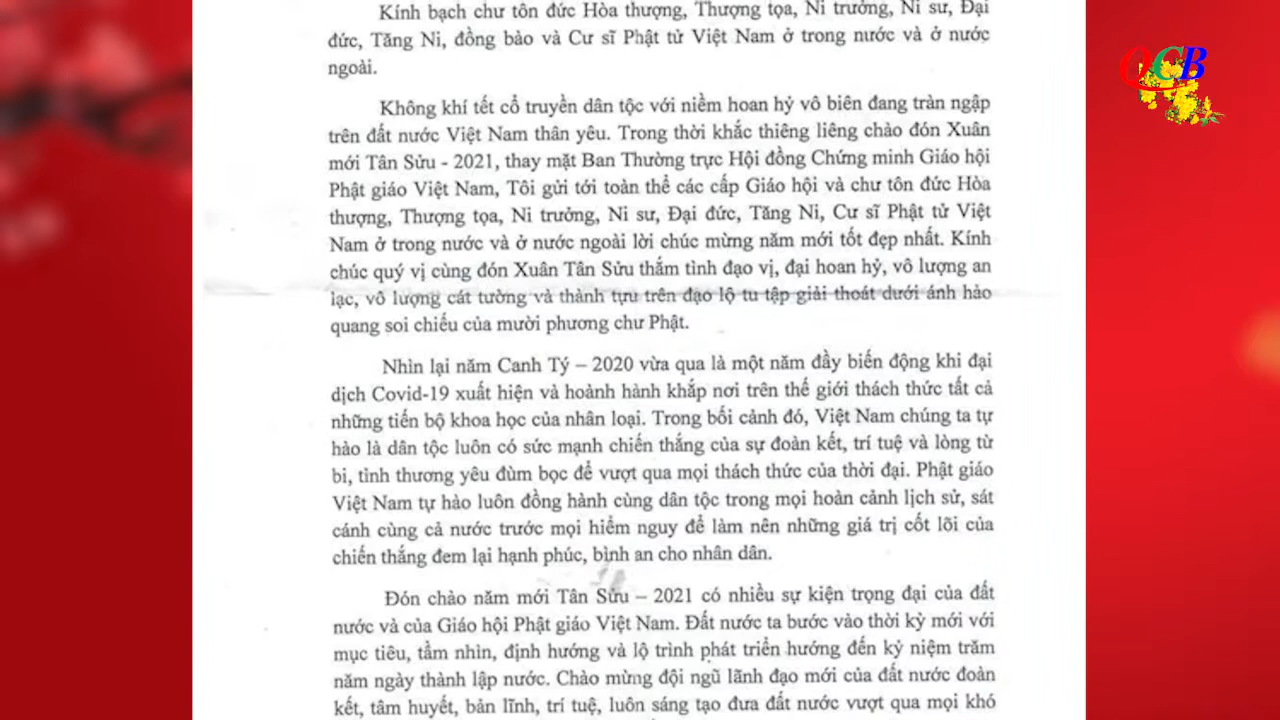 Kính bạch chư tôn đức Hòa thượng, Thượng tọa, Ni trưởng, Ni sư, Đại
đức, Tăng Ni, đồng bào và Cư sĩ Phật tử Việt Nam ở trong nước và ở nước
ngoài.
Không khí tết cổ truyền dân tộc với niềm hoan hỷ vô biên đang tràn ngập
trên đất nước Việt Nam thân yêu. Trong thời khắc thiêng liêng chào đón Xuân
mới Tân Sửu - 2021, thay mặt Ban Thường trực Hội đồng Chứng minh Giáo hội
Phật giáo Việt Nam, Tôi gửi tới toàn thể các cấp Giáo hội và chư tôn đức Hòa
thượng, Thượng tọa, Ni trưởng, Ni sư, Đại đức, Tăng Ni, Cư sĩ Phật tử Việt
Nam ở trong nước và ở nước ngoài lời chúc mừng năm mới tốt đẹp nhất. Kính
chúc quý vị cùng đón Xuân Tân Sửu thắm tình đạo vị, đại hoan hỷ, vô lượng an
lạc, vô lượng cát tường và thành tựu trên đạo lộ tu tập giải thoát dưới ánh hào
quang soi chiếu của mười phương chư Phật.
Nhìn lại năm Canh Tý – 2020 vừa qua là một năm đầy biến động khi đại
dịch Covid-19 xuất hiện và hoành hành khắp nơi trên thế giới thách thức tất cả
những tiến bộ khoa học của nhân loại. Trong bối cảnh đó, Việt Nam chúng ta tự
hào là dân tộc luôn có sức mạnh chiến thắng của sự đoàn kết, trí tuệ và lòng từ
bi, tình thương yêu đùm bọc để vượt qua mọi thách thức của thời đại. Phật giáo
Việt Nam tự hào luôn đồng hành cùng dân tộc trong mọi hoàn cảnh lịch sử, sát
cánh cùng cả nước trước mọi hiểm nguy để làm nên những giá trị cốt lõi của
chiến thắng đem lại hạnh phúc, bình an cho nhân dân.
Đón chào năm mới Tân Sửu – 2021 có nhiều sự kiện trọng đại của đất
nước và của Giáo hội Phật giáo Việt Nam. Đất nước ta bước vào thời kỳ mới với
mục tiêu, tầm nhìn, định hướng và lộ trình phát triển hướng đến kỷ niệm trăm
năm ngày thành lập nước. Chào mừng đội ngũ lãnh đạo mới của đất nước đoàn
kết, tâm huyết, bản lĩnh, trí tuệ, luôn sáng tạo đưa đất nước vượt qua mọi khó